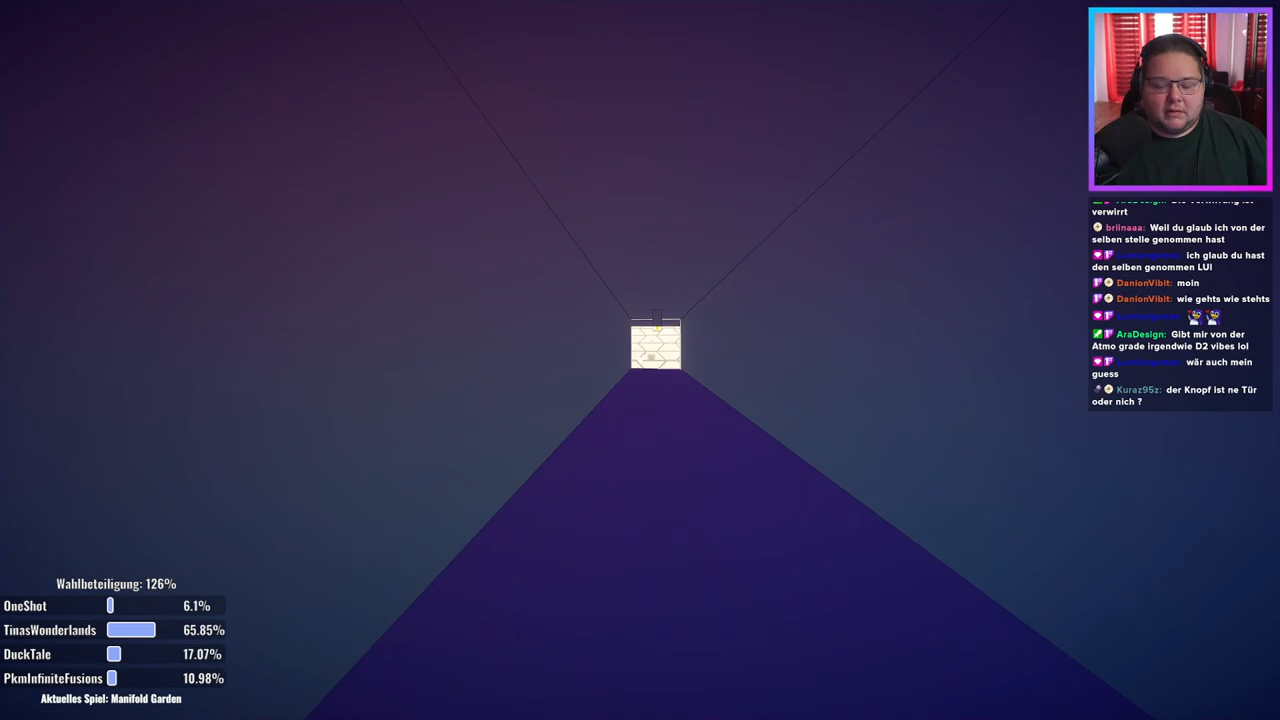 verwirrt
briinaaa: Weil du glaub ich von der
selben stelle genommen hast
ich glaub du hast
den selben genommen LUI
DanionVibit: moin
DanionVibit: wie gehts wie stehts
AraDesign: Gibt mir von der
Atmo grade irgendwie D2 vibes lol
wär auch mein
guess
Kuraz95z: der Knopf ist ne Tür
oder nich ?
Wahlbeteiligung: 126%
OneShot 6.1%
TinasWonderlands 65.85%
DuckTale 17.07%
PkmInfiniteFusions 10.98%
Aktuelles Spiel: Manifold Garden